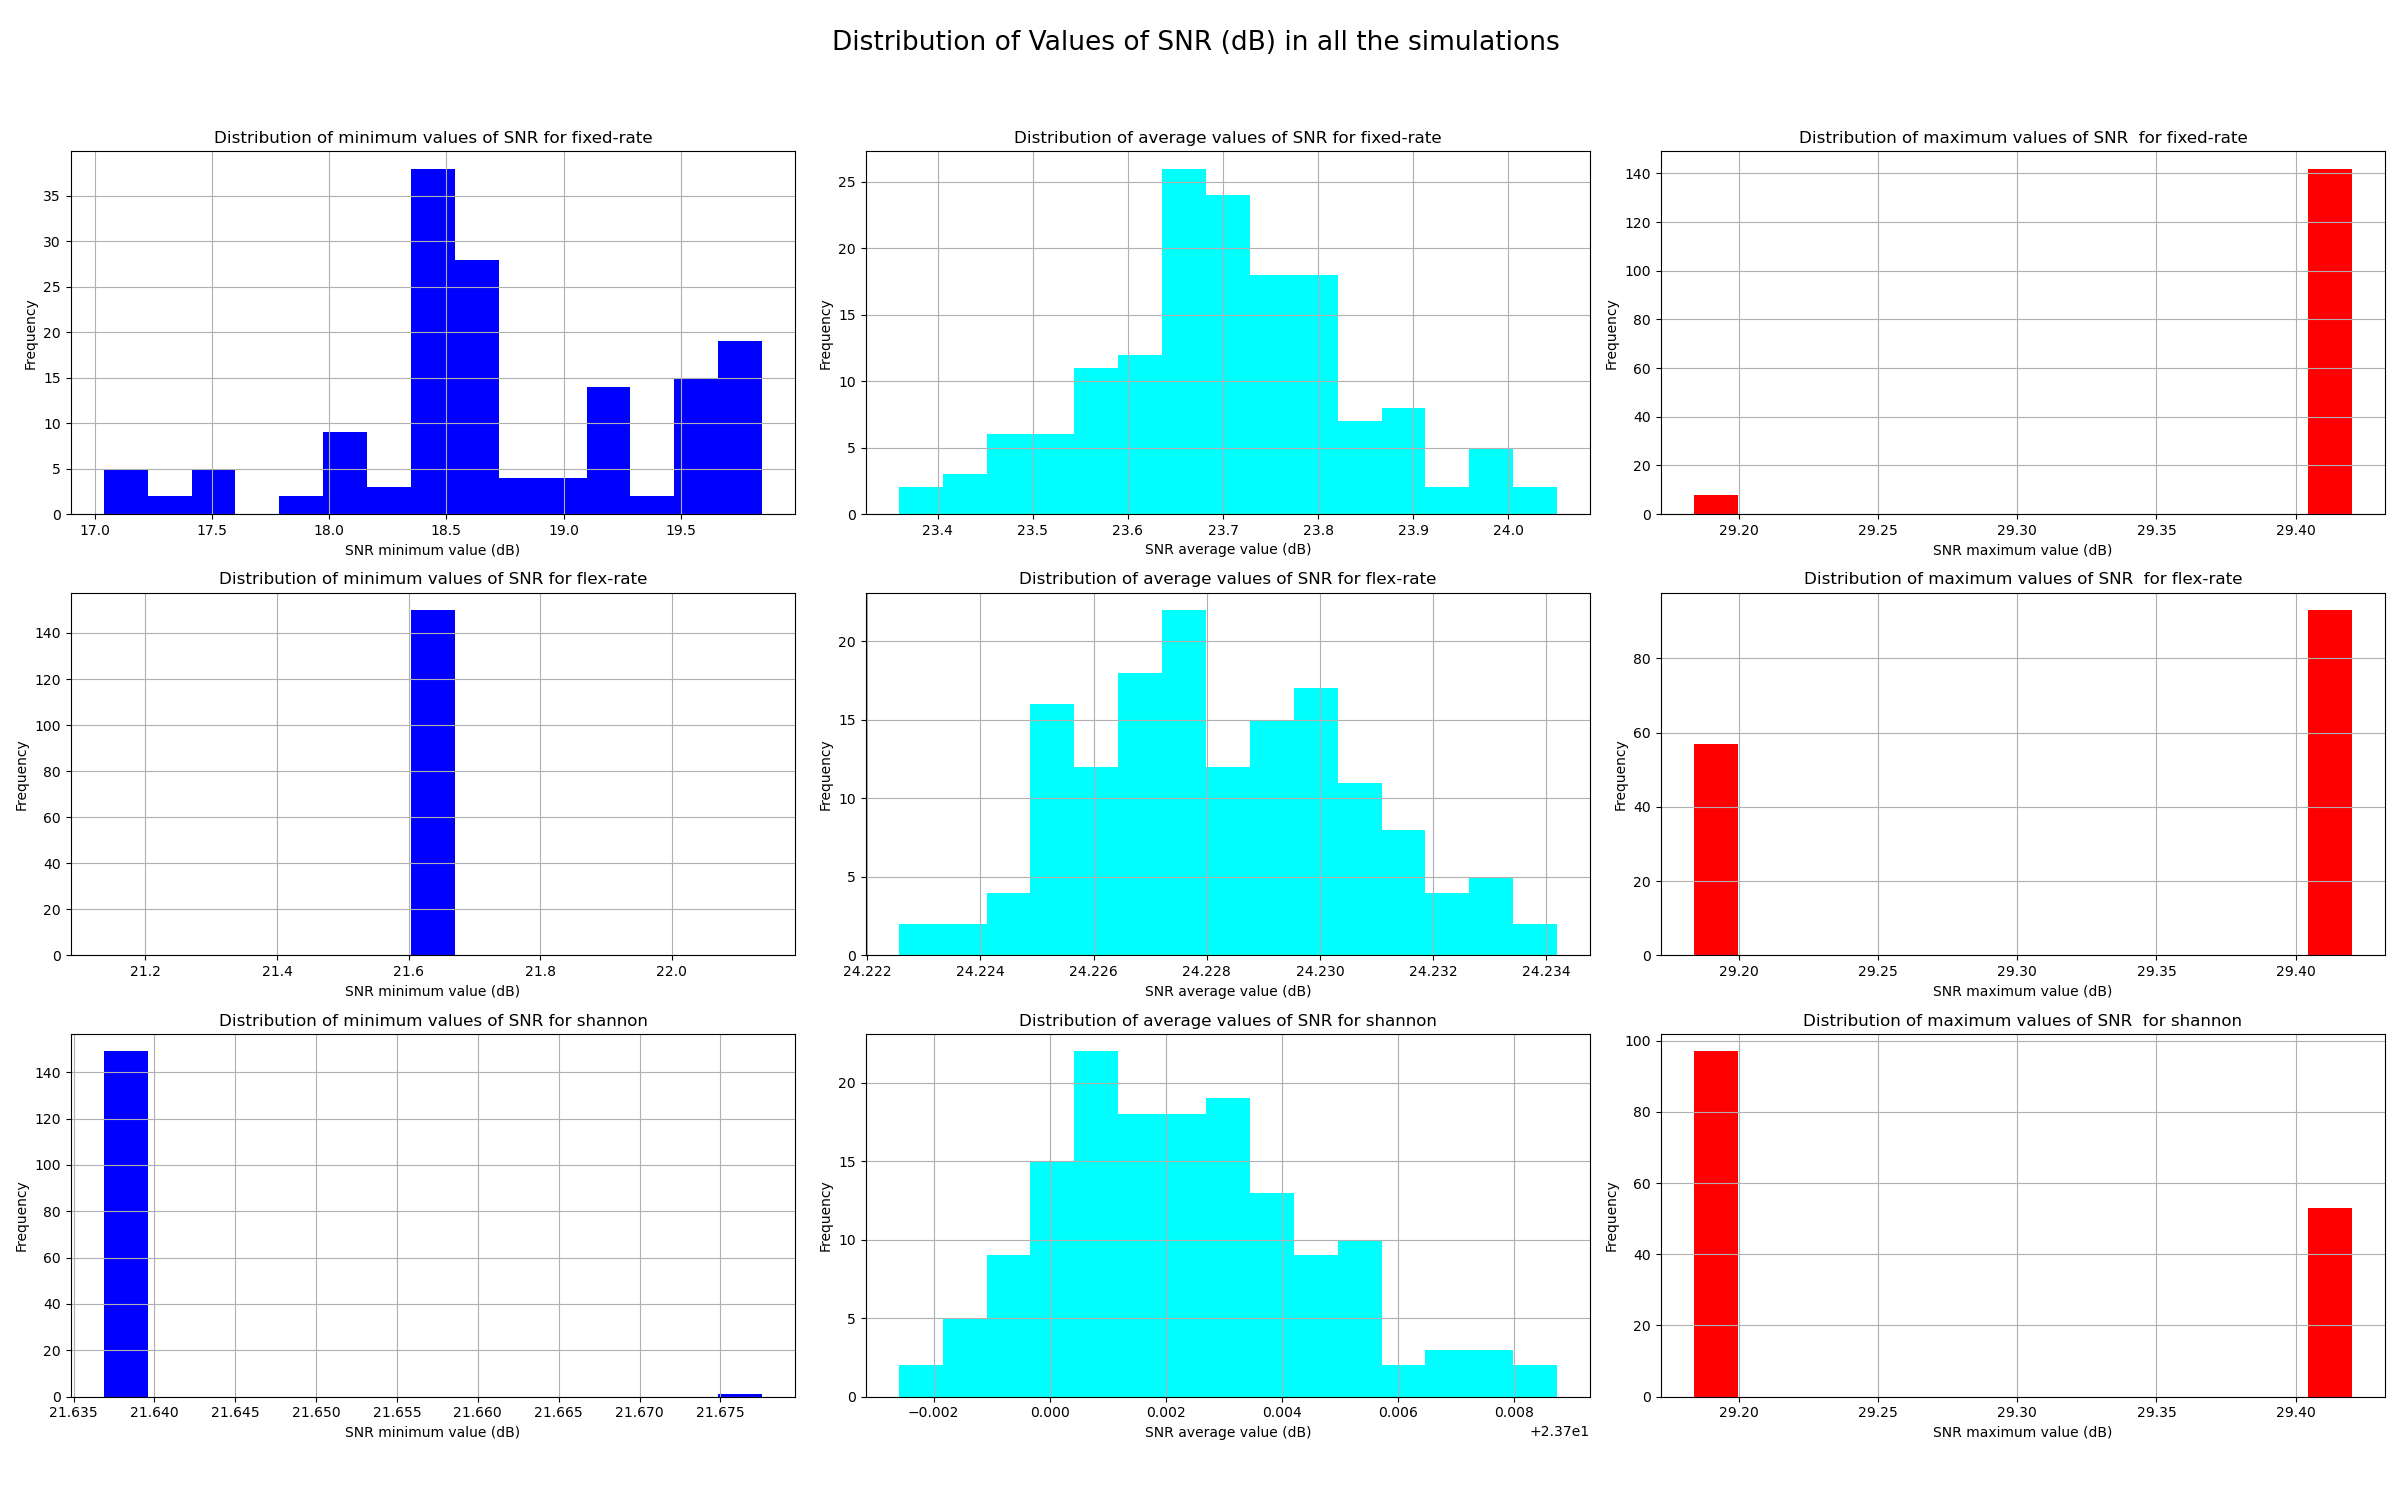 Distribution of Values of SNR (dB) in all the simulations
Distribution of minimum values of SNR for fixed-rate
Frequency
35
30
25
20
15
10
5
0
17.0 17.5 18.0 18.5 19.0 19.5
SNR minimum value (dB)
Distribution of average values of SNR for fixed-rate
Frequency
25
20
15
10
5
0
23.4 23.5 23.6 23.7 23.8 23.9 24.0
SNR average value (dB)
Distribution of maximum values of SNR  for fixed-rate
Frequency
140
120
100
80
60
40
20
0
29.20 29.25 29.30 29.35 29.40
SNR maximum value (dB)
Distribution of minimum values of SNR for flex-rate
Frequency
140
120
100
80
60
40
20
0
21.2 21.4 21.6 21.8 22.0
SNR minimum value (dB)
Distribution of average values of SNR for flex-rate
Frequency
20
15
10
5
0
24.222 24.224 24.226 24.228 24.230 24.232 24.234
SNR average value (dB)
Distribution of maximum values of SNR  for flex-rate
Frequency
80
60
40
20
0
29.20 29.25 29.30 29.35 29.40
SNR maximum value (dB)
Distribution of minimum values of SNR for shannon
Frequency
140
120
100
80
60
40
20
0
21.635 21.640 21.645 21.650 21.655 21.660 21.665 21.670 21.675
SNR minimum value (dB)
Distribution of average values of SNR for shannon
Frequency
20
15
10
5
0
−0.002 0.000 0.002 0.004 0.006 0.008
SNR average value (dB)
+2.37e1
Distribution of maximum values of SNR  for shannon
Frequency
100
80
60
40
20
0
29.20 29.25 29.30 29.35 29.40
SNR maximum value (dB)